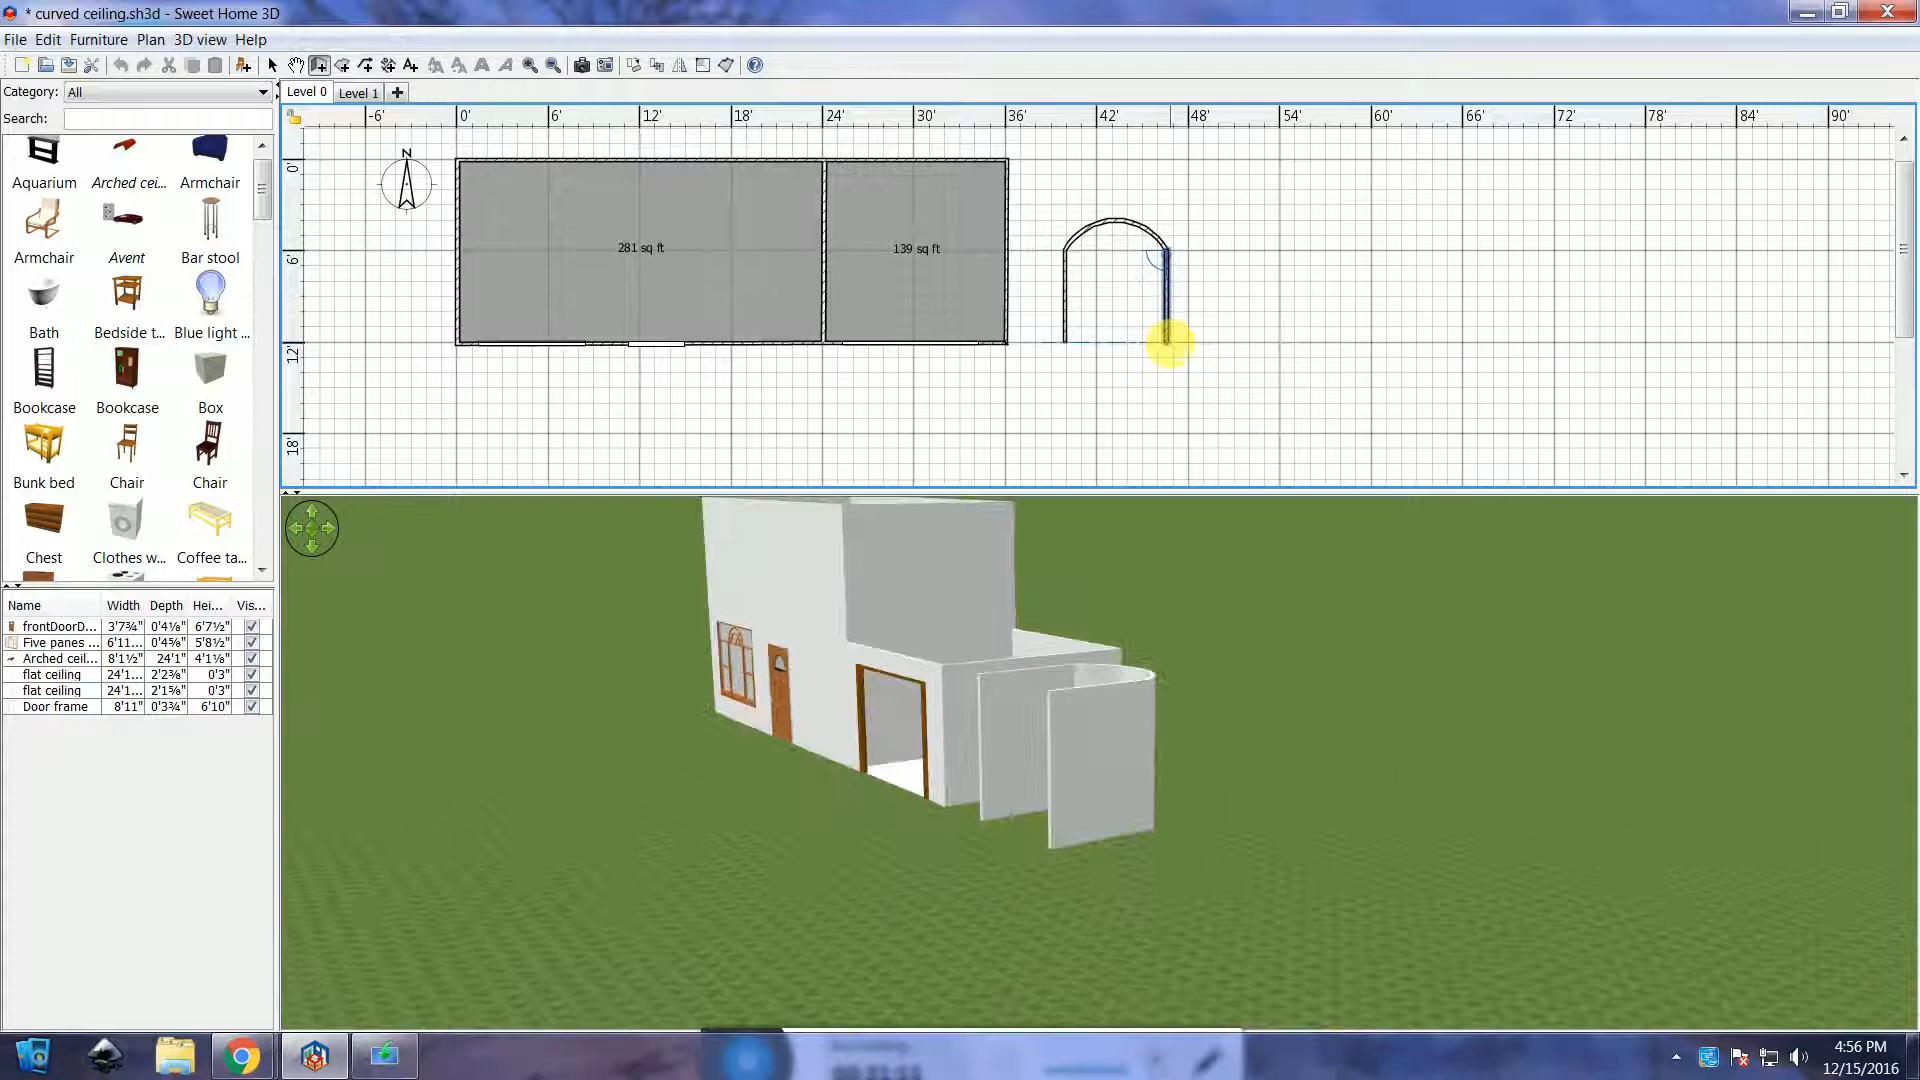 * curved ceiling.sh3d - Sweet Home 3D
File Edit Furniture Plan 3D view Help
Category: All
Search:
Level 0 Level 1
-6' 0' 6' 12' 18' 24' 30' 36' 42' 48' 54' 60' 66' 72' 78' 84' 90'
0'
6'
12'
18'
N
281 sq ft
139 sq ft
Aquarium Arched cei... Armchair
Armchair Avent Bar stool
Bath Bedside t... Blue light ...
Bookcase Bookcase Box
Bunk bed Chair Chair
Chest Clothes w... Coffee ta...
Name Width Depth Hei... Vis...
frontDoorD... 3'7¾" 0'4⅛" 6'7½"
Five panes ... 6'11... 0'4⅝" 5'8½"
Arched ceil... 8'1½" 24'1" 4'1⅛"
flat ceiling 24'1... 2'2⅜" 0'3"
flat ceiling 24'1... 2'1⅝" 0'3"
Door frame 8'11" 0'3¾" 6'10"
4:56 PM
12/15/2016